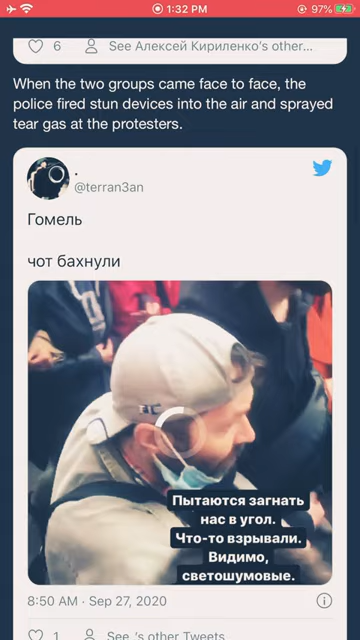 1:32 PM
97%
6 See Алексей Кириленко's other...
When the two groups came face to face, the
police fired stun devices into the air and sprayed
tear gas at the protesters.
.
@terran3an
Гомель
чот бахнули
Пытаются загнать
нас в угол.
Что-то взрывали.
Видимо,
светошумовые.
8:50 AM · Sep 27, 2020
1 See .'s other Tweets